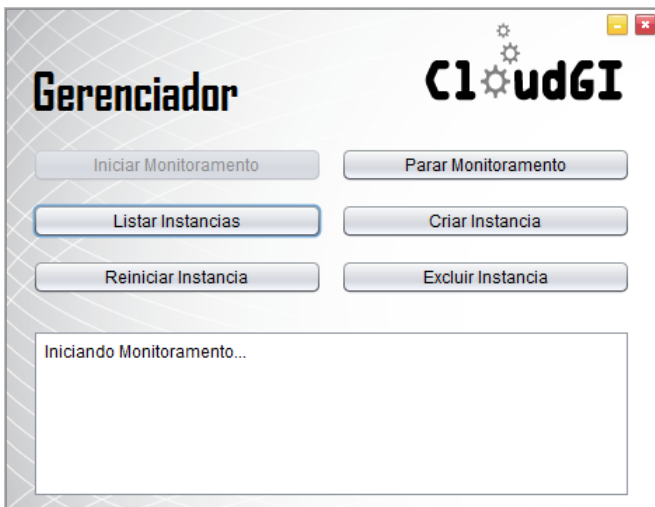 Gerenciador
CloudGI
Iniciar Monitoramento
Parar Monitoramento
Listar Instancias
Criar Instancia
Reiniciar Instancia
Excluir Instancia
Iniciando Monitoramento...